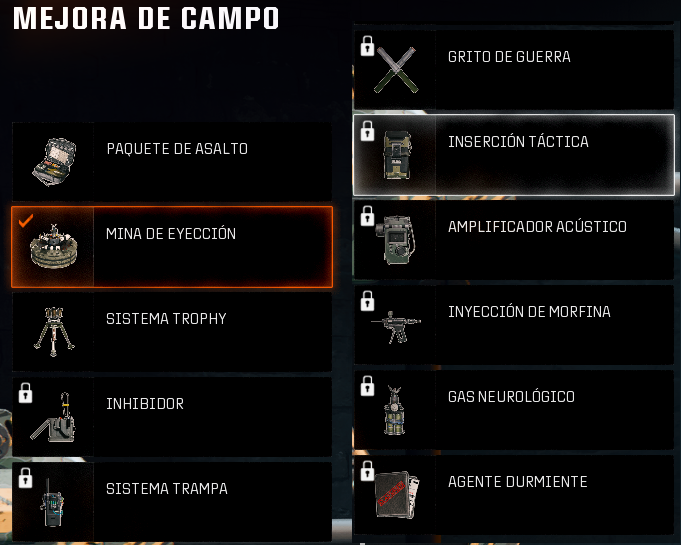 MEJORA DE CAMPO
PAQUETE DE ASALTO
MINA DE EYECCIÓN
SISTEMA TROPHY
INHIBIDOR
SISTEMA TRAMPA
GRITO DE GUERRA
INSERCIÓN TÁCTICA
AMPLIFICADOR ACÚSTICO
INYECCIÓN DE MORFINA
GAS NEUROLÓGICO
AGENTE DURMIENTE